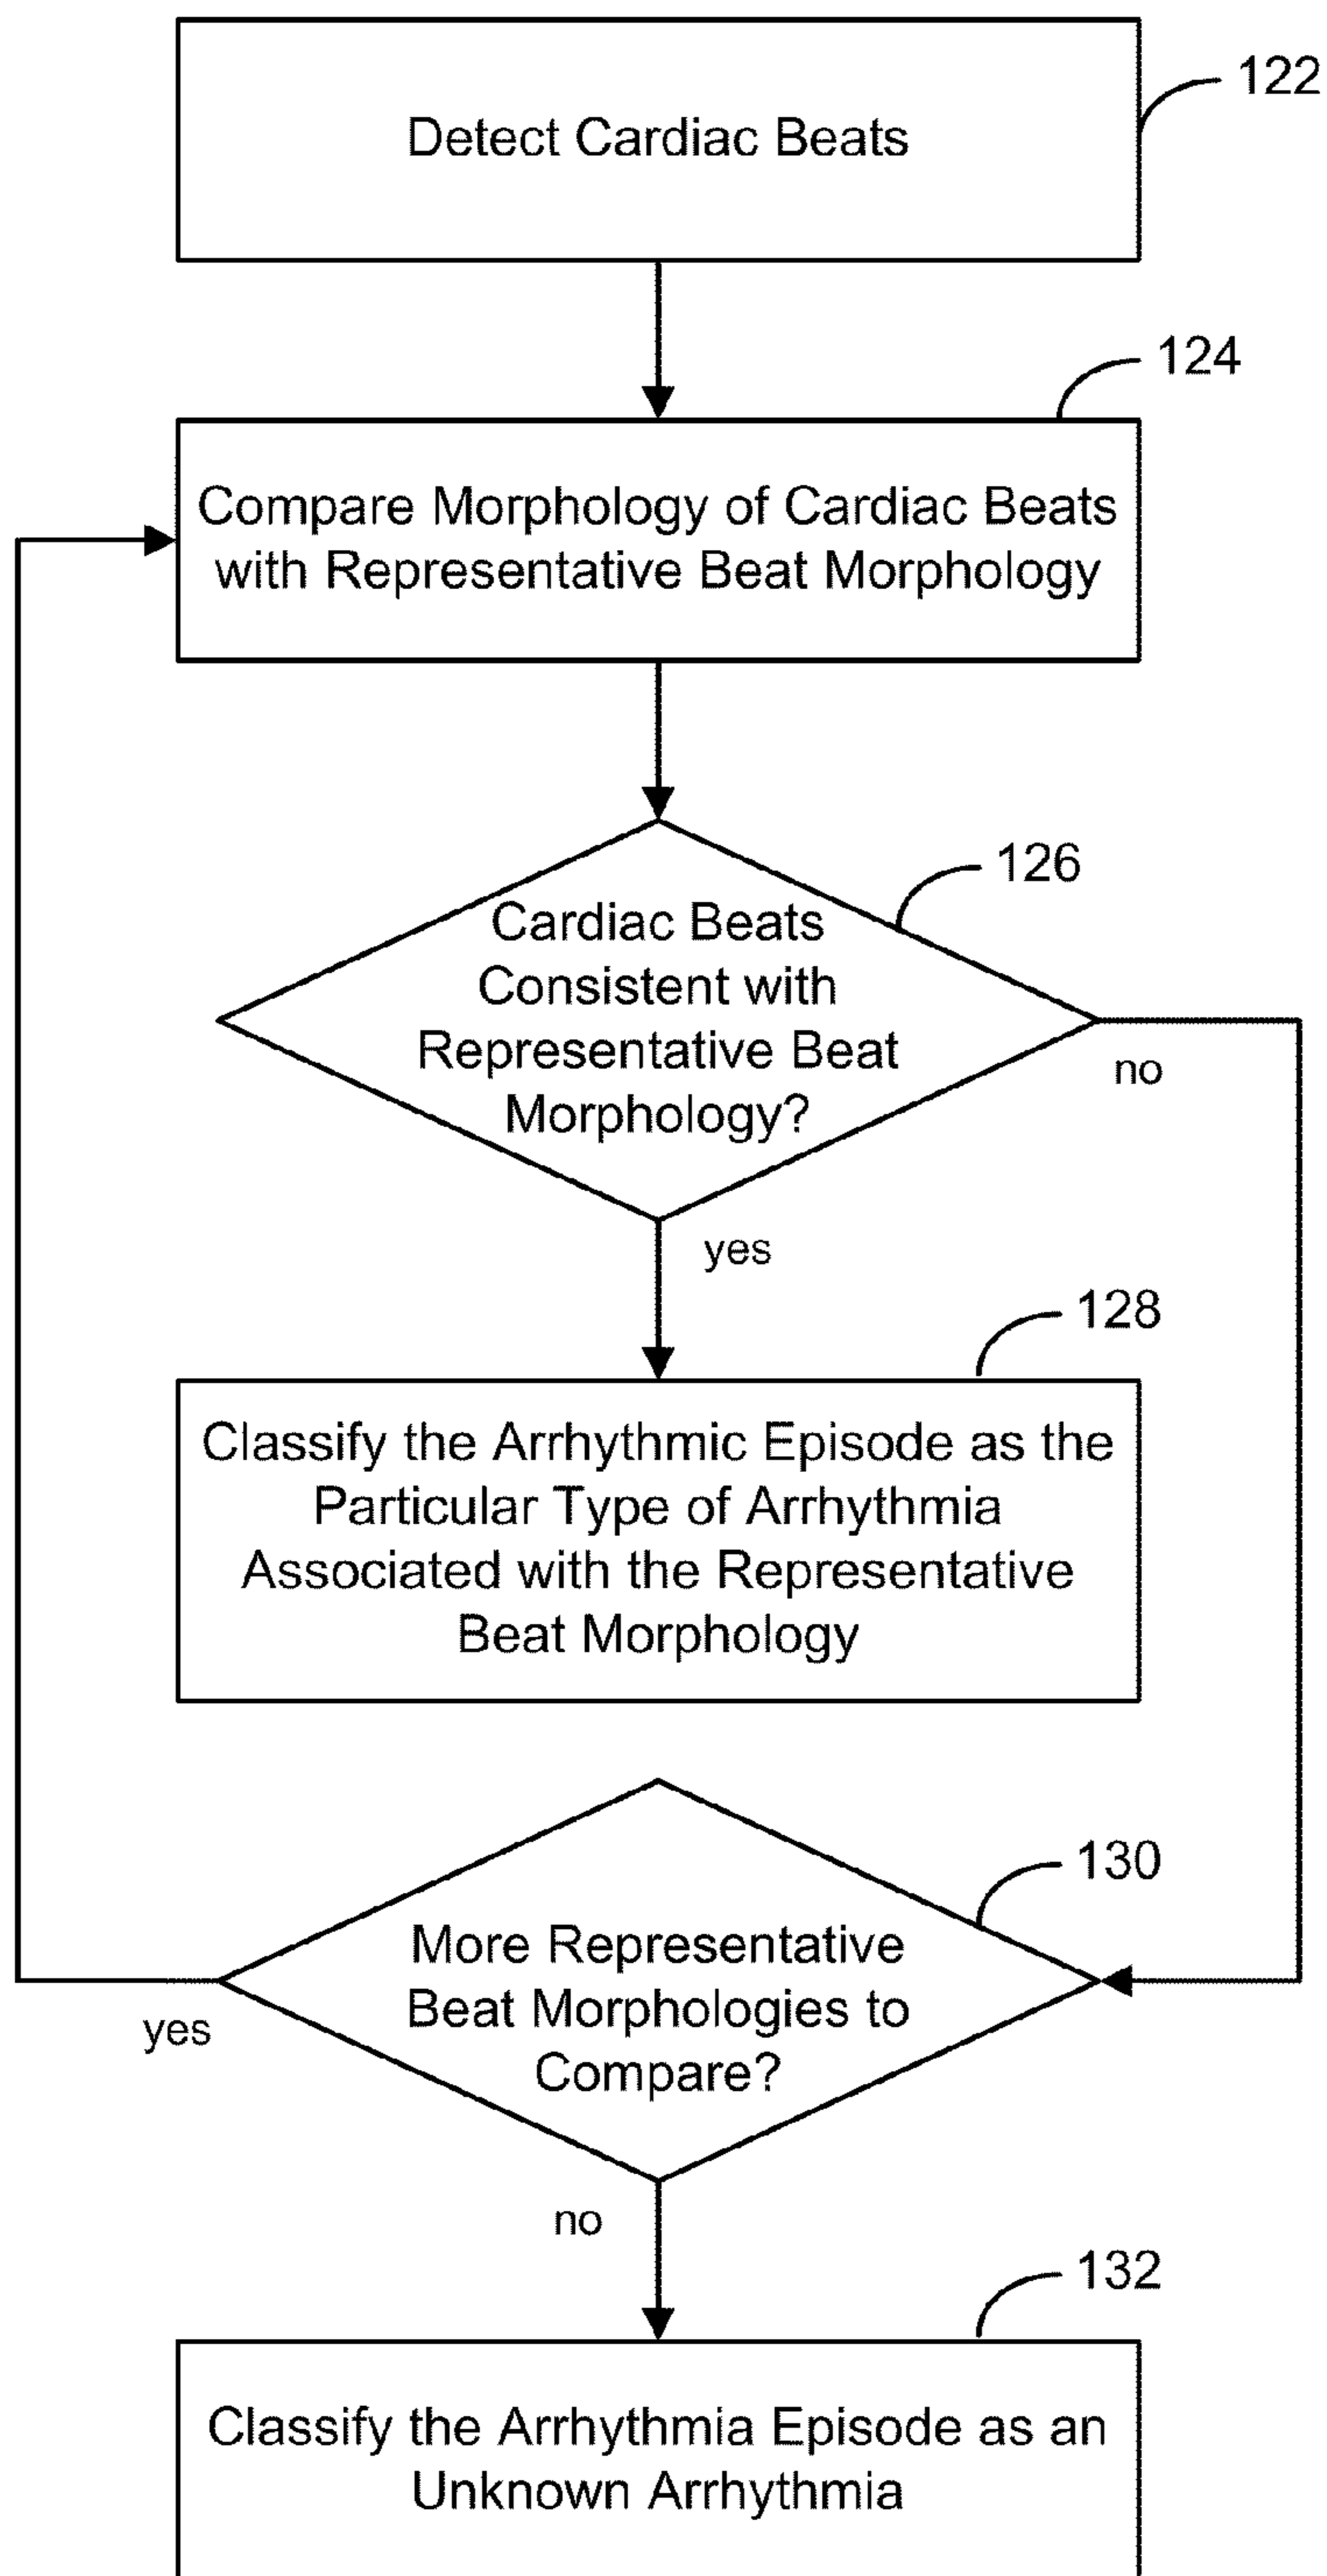 Detect Cardiac Beats
122
124
Compare Morphology of Cardiac Beats
with Representative Beat Morphology
126
Cardiac Beats
Consistent with
Representative Beat
Morphology?
no
yes
128
Classify the Arrhythmic Episode as the
Particular Type of Arrhythmia
Associated with the Representative
Beat Morphology
130
More Representative
Beat Morphologies to
Compare?
yes
no
132
Classify the Arrhythmia Episode as an
Unknown Arrhythmia